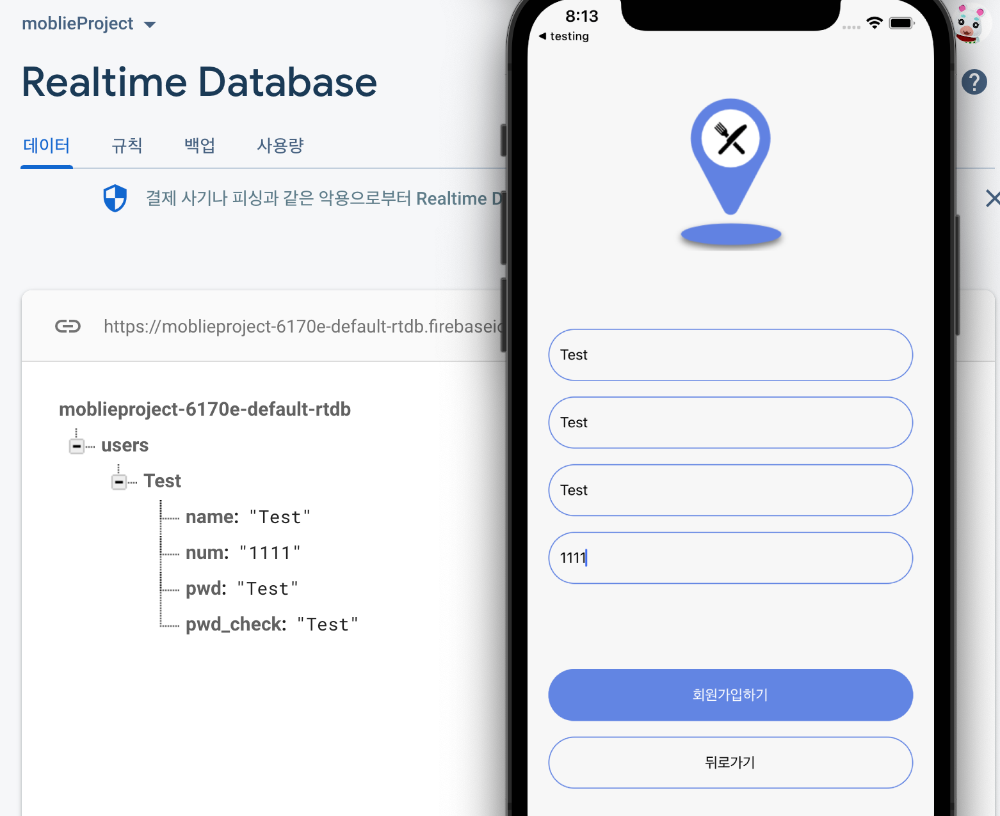 moblieProject
Realtime Database
데이터 규칙 백업 사용량
결제 사기나 피싱과 같은 악용으로부터 Realtime D
https://moblieproject-6170e-default-rtdb.firebaseio
moblieproject-6170e-default-rtdb
users
Test
name: "Test"
num: "1111"
pwd: "Test"
pwd_check: "Test"
8:13
◀ testing
Test
Test
Test
1111
회원가입하기
뒤로가기
?